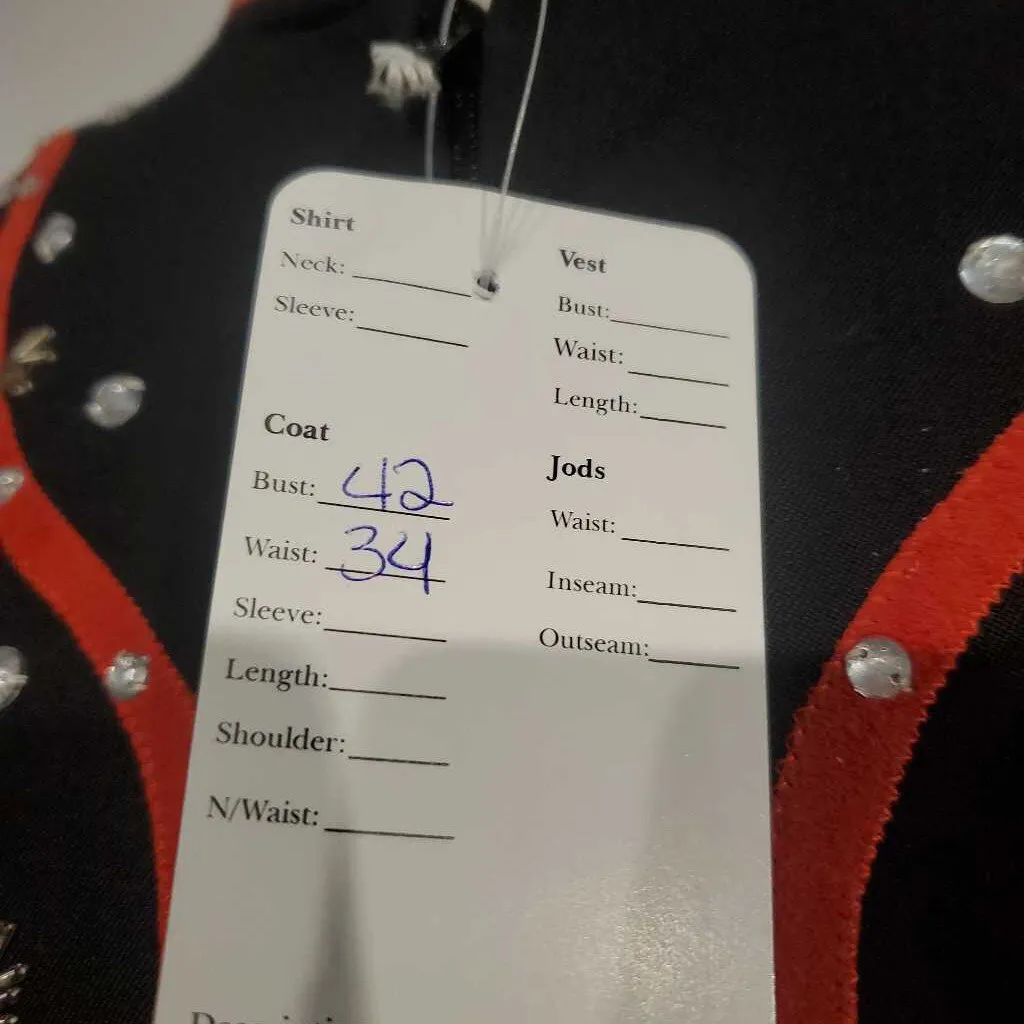 Shirt
Neck:
Sleeve:
Coat
Bust: 42
Waist: 34
Sleeve:
Length:
Shoulder:
N/Waist:
Vest
Bust:
Waist:
Length:
Jods
Waist:
Inseam:
Outseam: